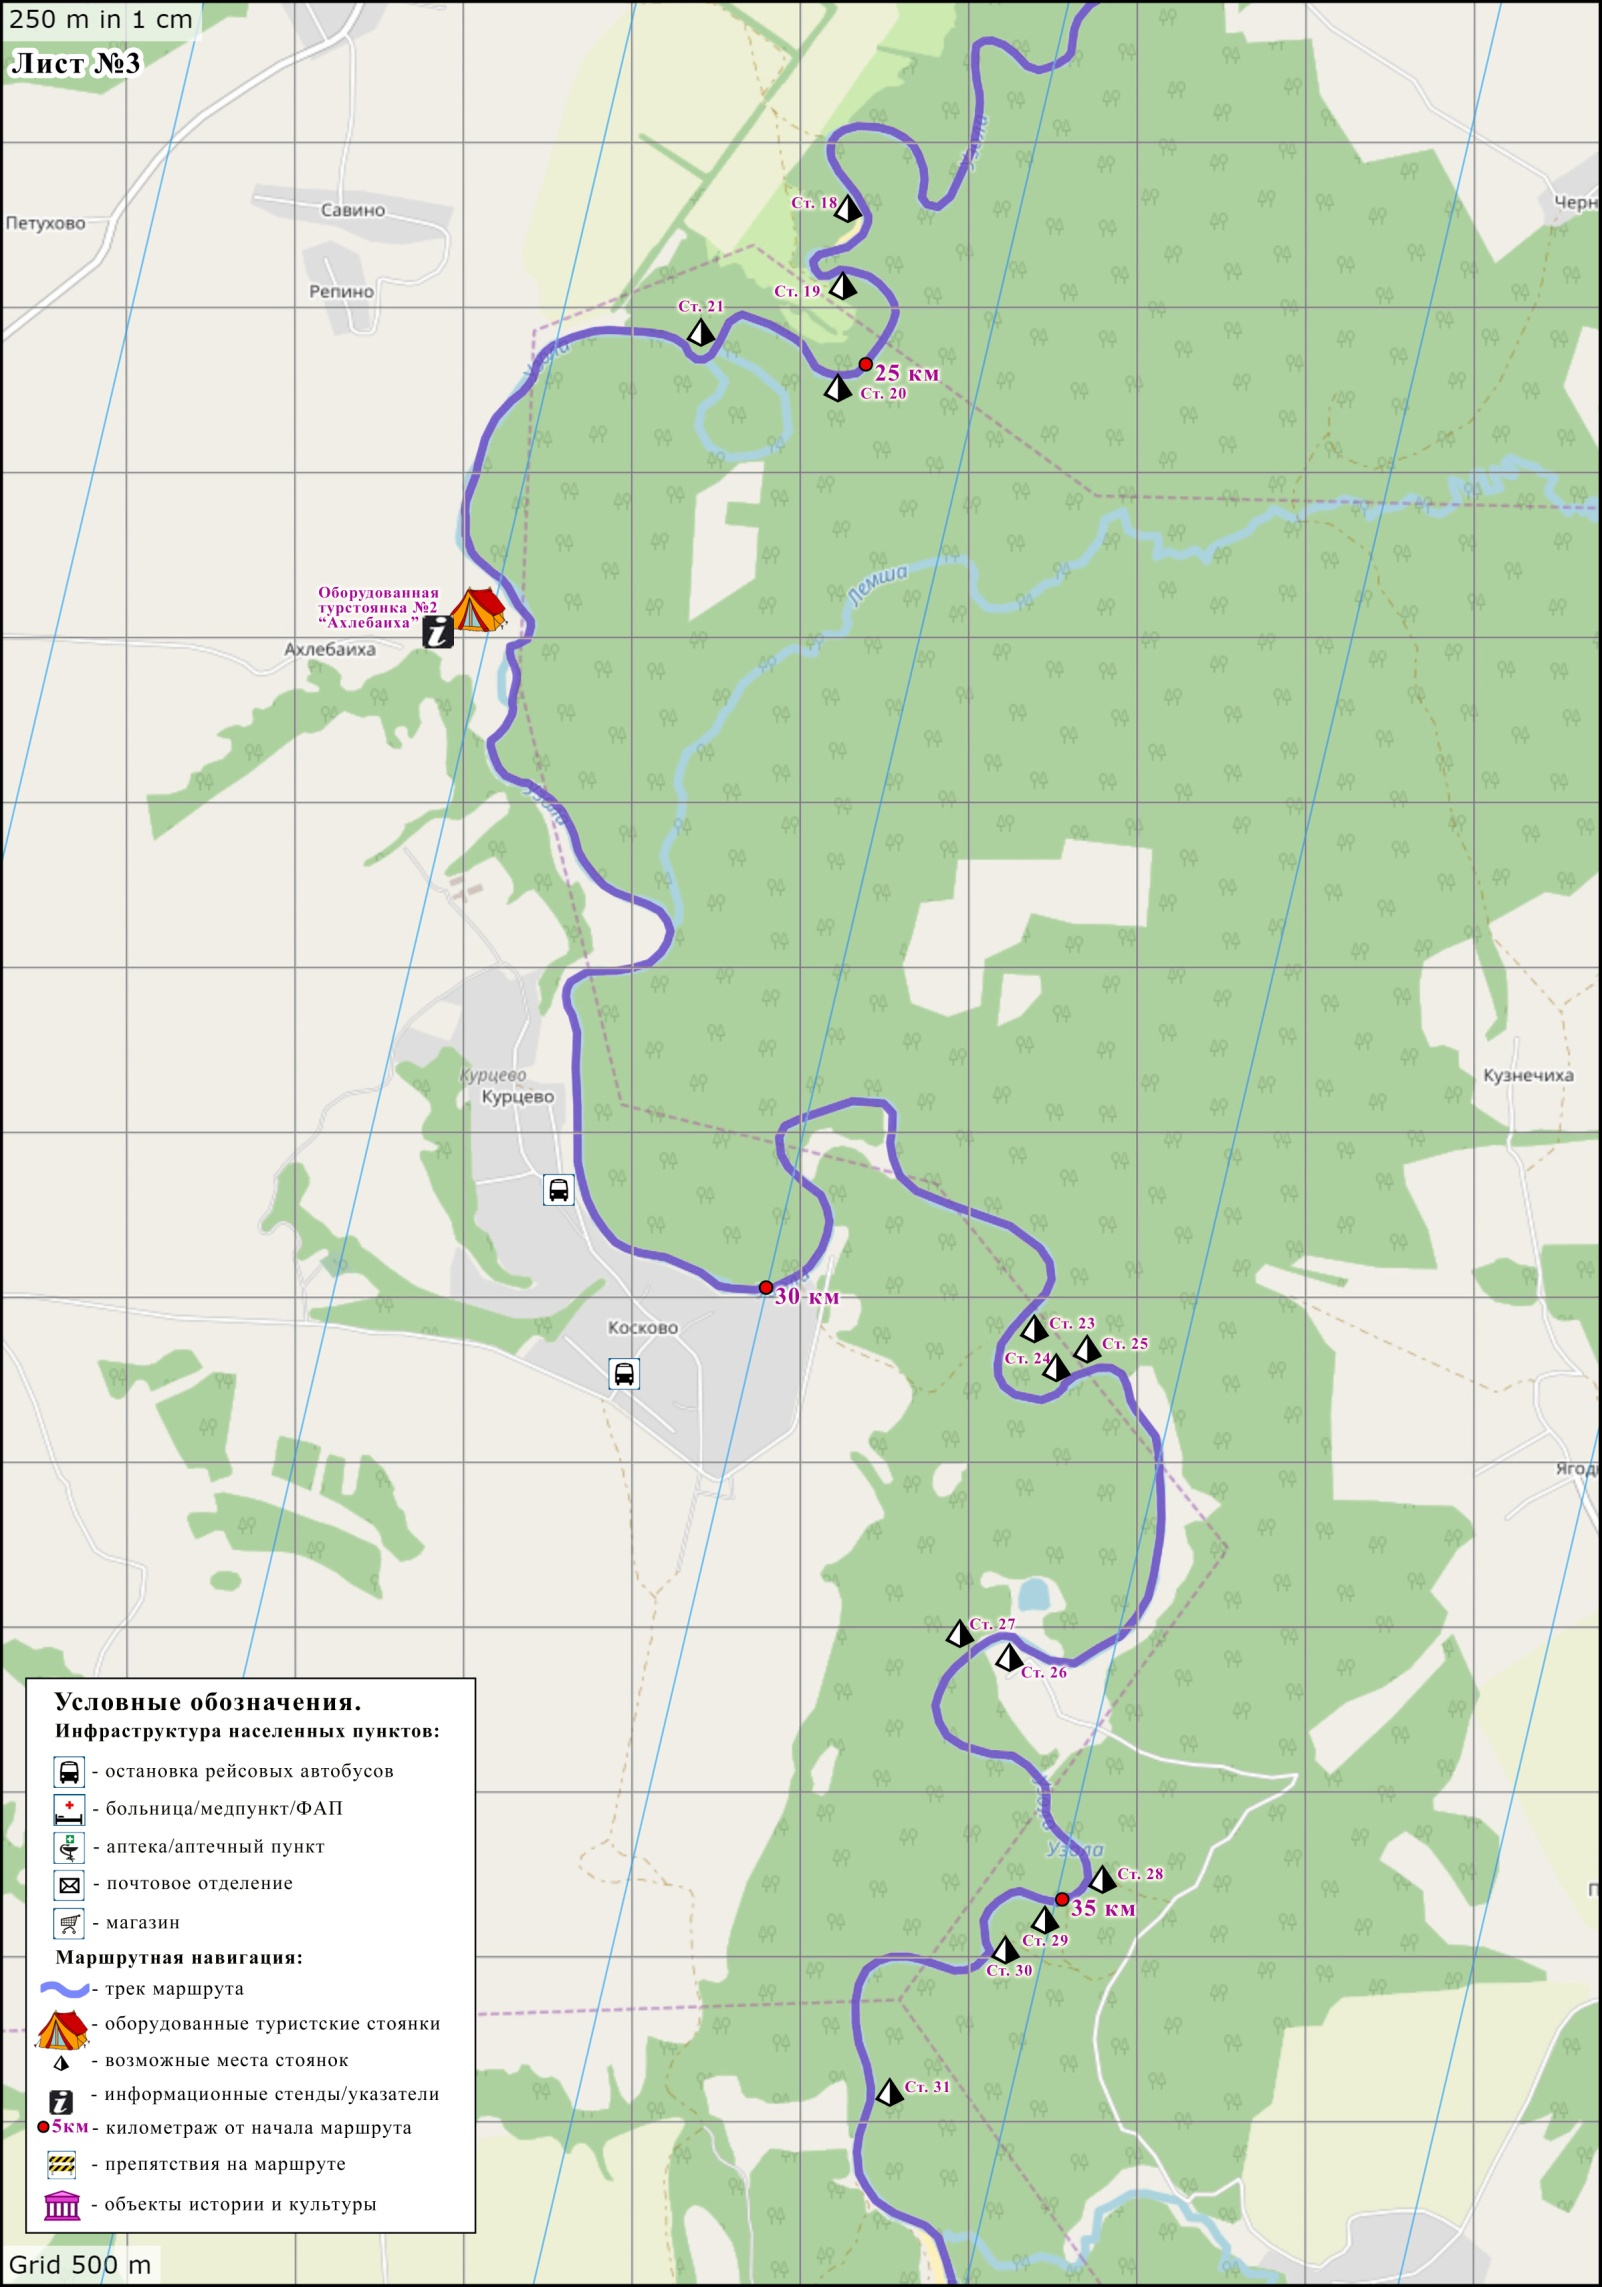 250 m in 1 cm
Лист №3
Узола
Черн
Савино
Петухово
Ст. 18
Репино
Ст. 19
Ст. 21
Узола
25 км
Ст. 20
Лемша
Оборудованная
турстоянка №2
“Ахлебаиха”
Ахлебаиха
Узола
Курцево
Курцево
Кузнечиха
30 км
Косково
Ст. 23
Ст. 24
Ст. 25
Ягодн
Ст. 27
Ст. 26
Узола
Узола
Ст. 28
35 км
Ст. 29
Ст. 30
Ст. 31
Условные обозначения.
Инфраструктура населенных пунктов:
- остановка рейсовых автобусов
- больница/медпункт/ФАП
- аптека/аптечный пункт
- почтовое отделение
- магазин
Маршрутная навигация:
- трек маршрута
- оборудованные туристские стоянки
- возможные места стоянок
- информационные стенды/указатели
5км - километраж от начала маршрута
- препятствия на маршруте
- объекты истории и культуры
Grid 500 m